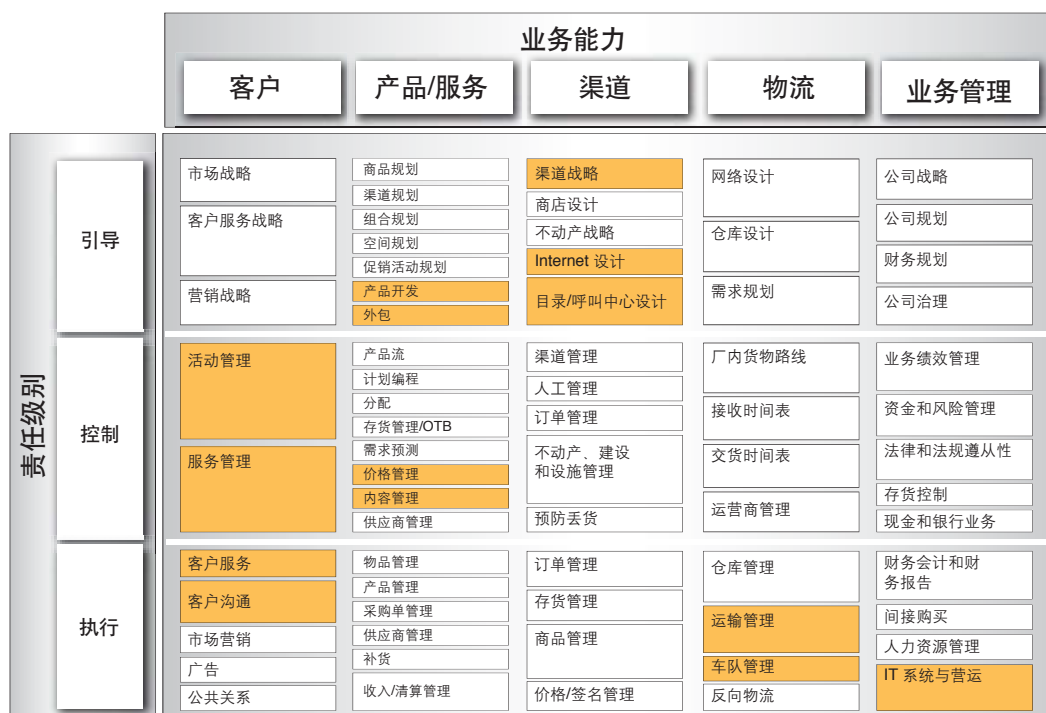 业务能力
客户
产品/服务
渠道
物流
业务管理
责任级别
引导
市场战略
客户服务战略
营销战略
商品规划
渠道规划
组合规划
空间规划
促销活动规划
产品开发
外包
渠道战略
商店设计
不动产战略
Internet 设计
目录/呼叫中心设计
网络设计
仓库设计
需求规划
公司战略
公司规划
财务规划
公司治理
控制
活动管理
服务管理
产品流
计划编程
分配
存货管理/OTB
需求预测
价格管理
内容管理
供应商管理
渠道管理
人工管理
订单管理
不动产、建设
和设施管理
预防丢货
厂内货物路线
接收时间表
交货时间表
运营商管理
业务绩效管理
资金和风险管理
法律和法规遵从性
存货控制
现金和银行业务
执行
客户服务
客户沟通
市场营销
广告
公共关系
物品管理
产品管理
采购单管理
供应商管理
补货
收入/清算管理
订单管理
存货管理
商品管理
价格/签名管理
仓库管理
运输管理
车队管理
反向物流
财务会计和财
务报告
间接购买
人力资源管理
IT 系统与营运